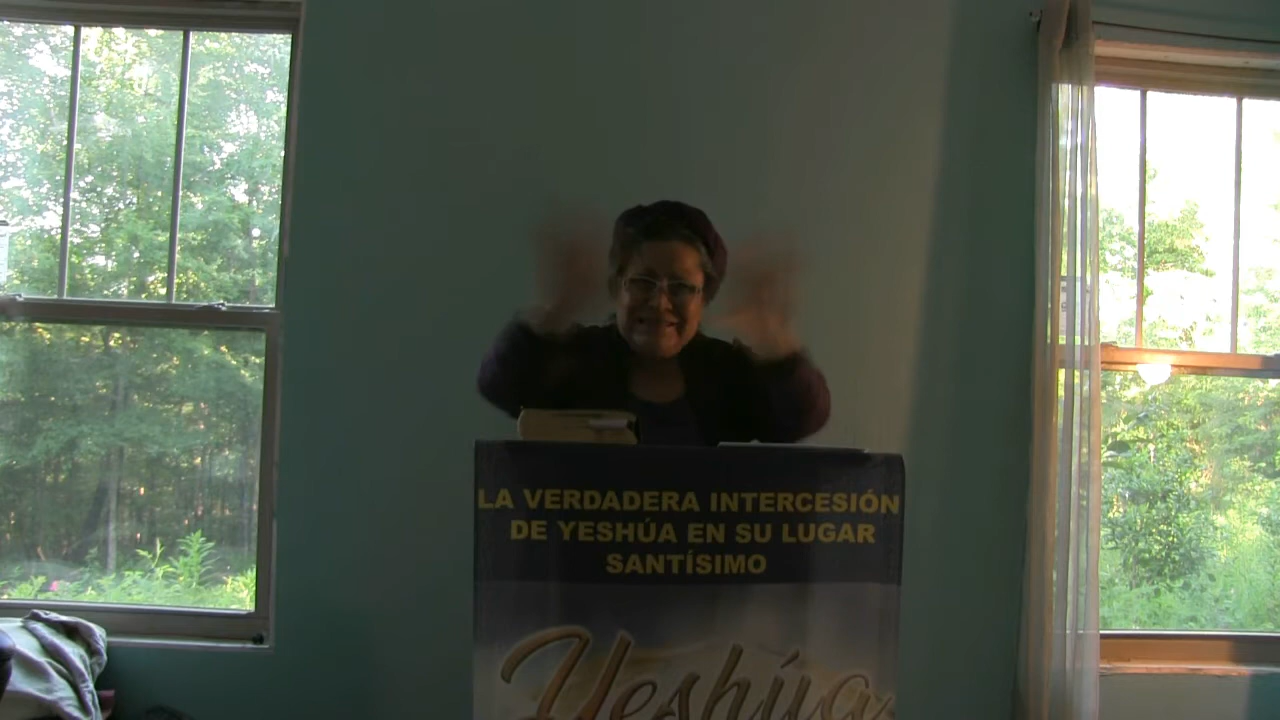 LA VERDADERA INTERCESIÓN
DE YESHÚA EN SU LUGAR
SANTÍSIMO
Yeshúa